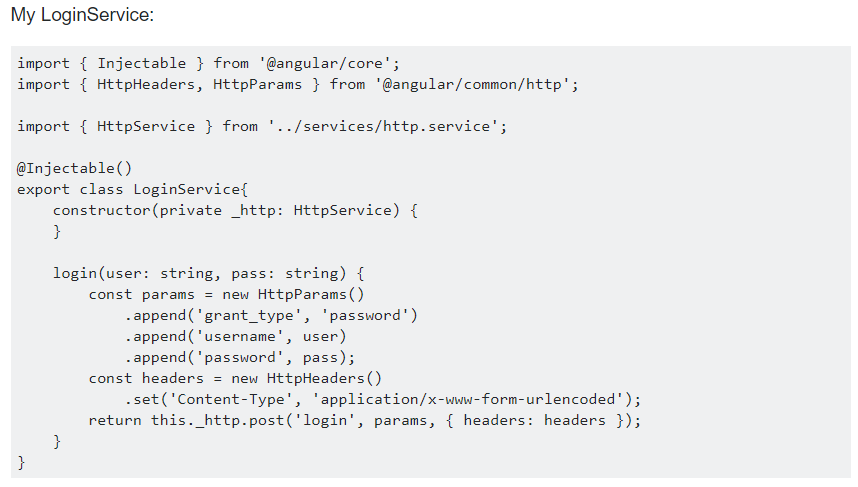 My LoginService:
import { Injectable } from '@angular/core';
import { HttpHeaders, HttpParams } from '@angular/common/http';
import { HttpService } from '../services/http.service';
@Injectable()
export class LoginService{
    constructor(private _http: HttpService) {
    }
    login(user: string, pass: string) {
        const params = new HttpParams()
            .append('grant_type', 'password')
            .append('username', user)
            .append('password', pass);
        const headers = new HttpHeaders()
            .set('Content-Type', 'application/x-www-form-urlencoded');
        return this._http.post('login', params, { headers: headers });
    }
}